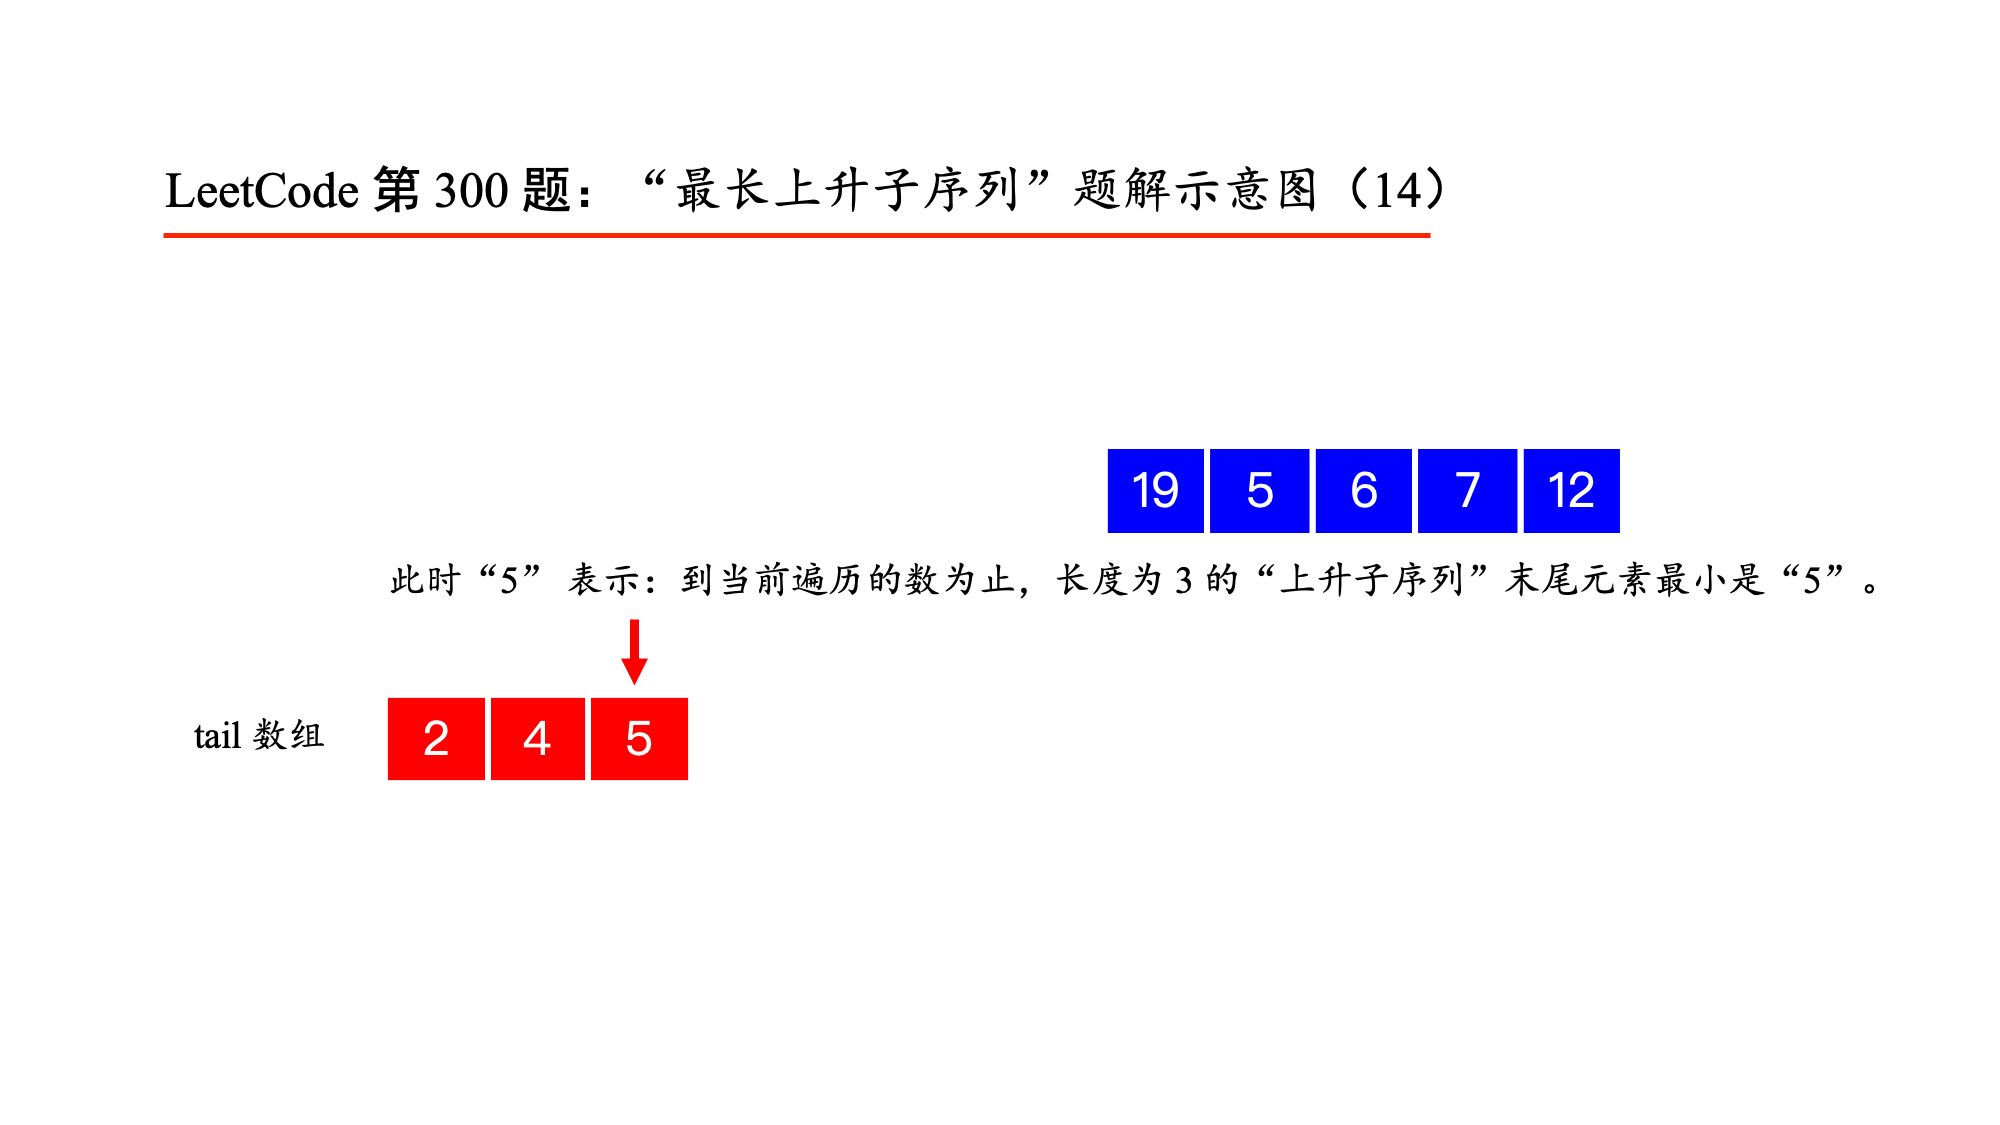 LeetCode 第 300 题：“最长上升子序列”题解示意图（14）
19 5 6 7 12
此时“5” 表示：到当前遍历的数为止，长度为 3 的“上升子序列”末尾元素最小是“5”。
tail 数组 2 4 5